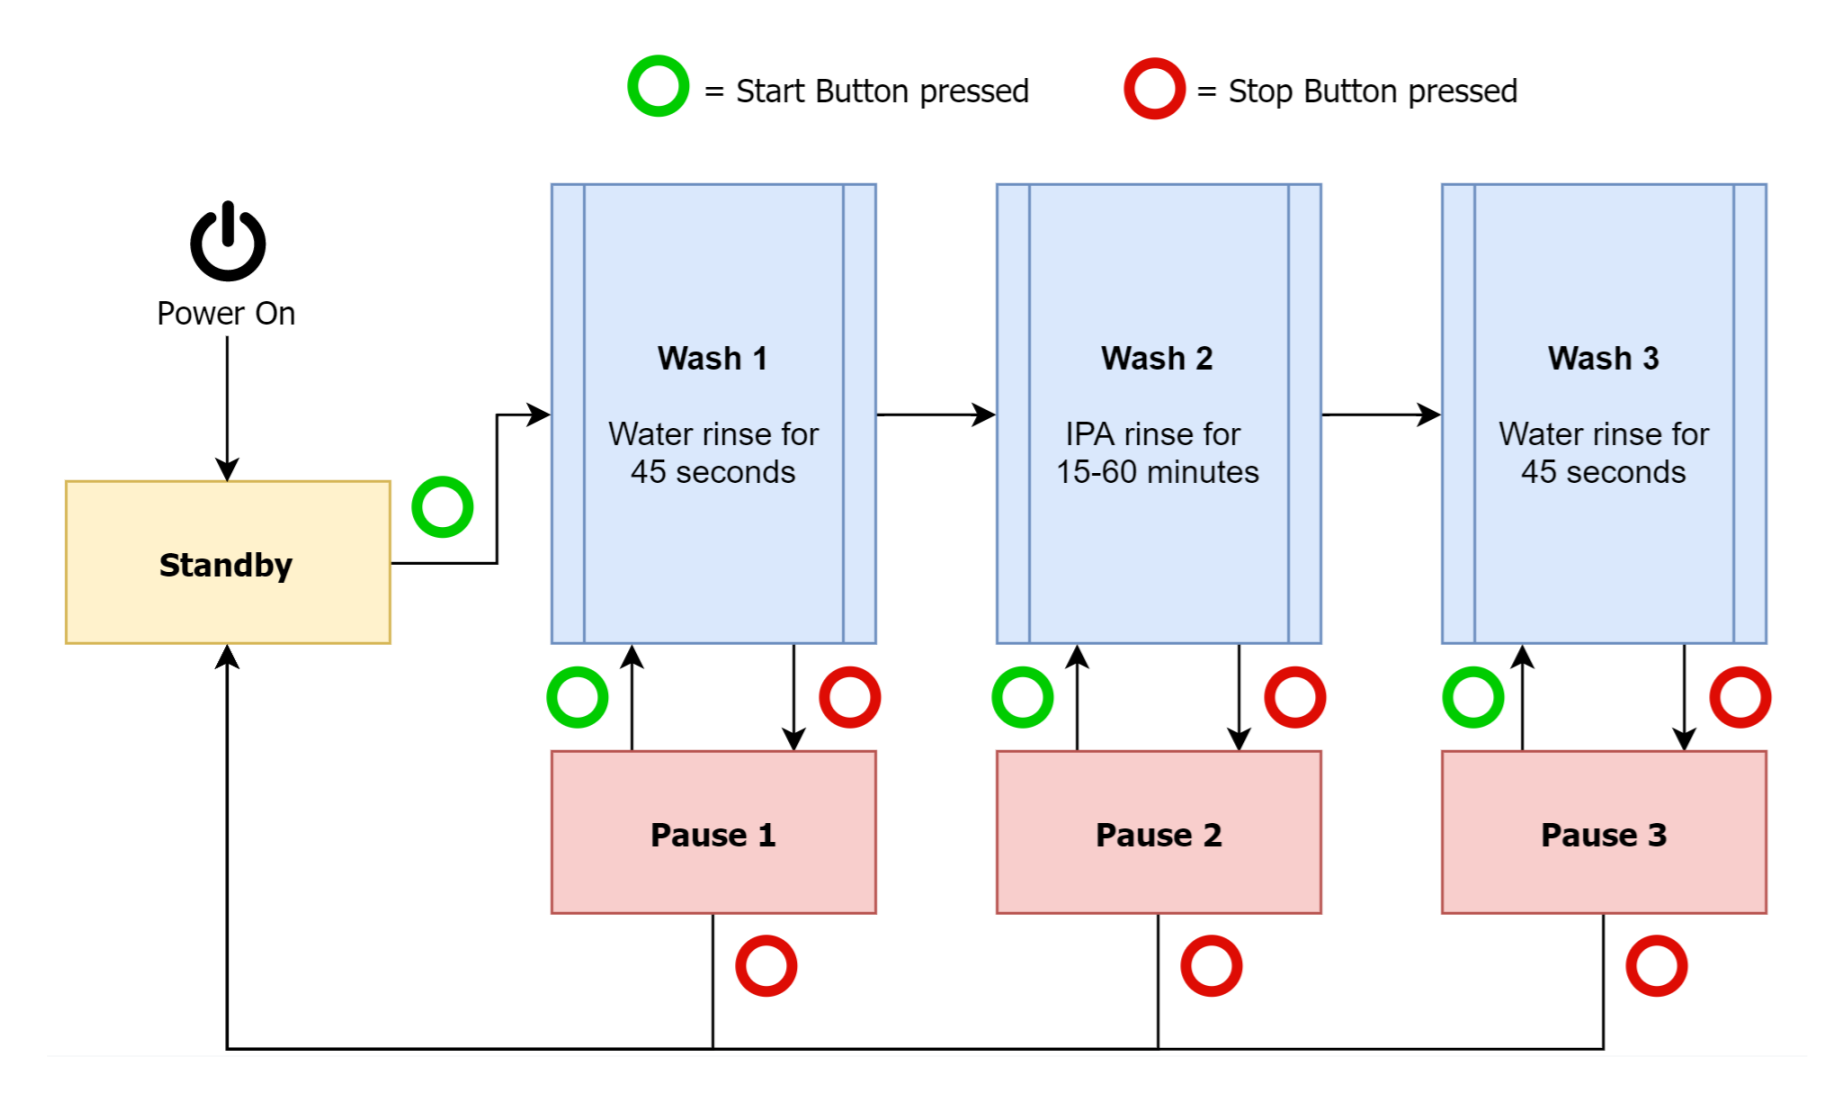 = Start Button pressed
= Stop Button pressed
Power On
Standby
Wash 1
Water rinse for
45 seconds
Wash 2
IPA rinse for
15-60 minutes
Wash 3
Water rinse for
45 seconds
Pause 1
Pause 2
Pause 3